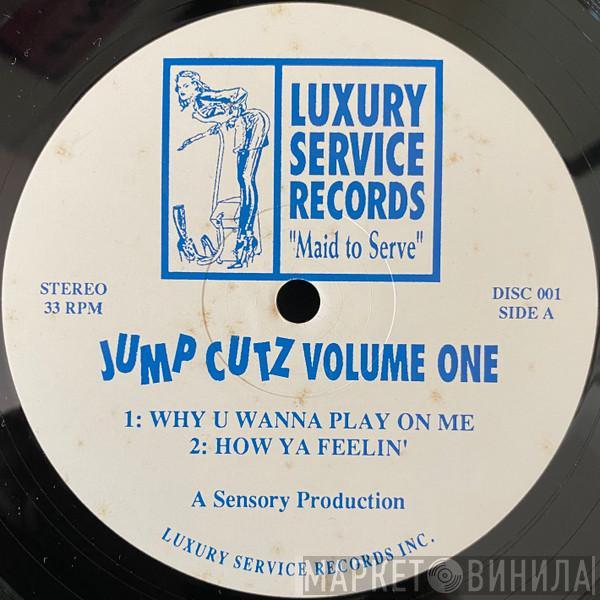 LUXURY
SERVICE
RECORDS
"Maid to Serve"
STEREO
33 RPM
DISC 001
SIDE A
JUMP CUTZ VOLUME ONE
1: WHY U WANNA PLAY ON ME
2: HOW YA FEELIN'
A Sensory Production
LUXURY SERVICE RECORDS INC.
МАРКЕТ ВИНИЛА